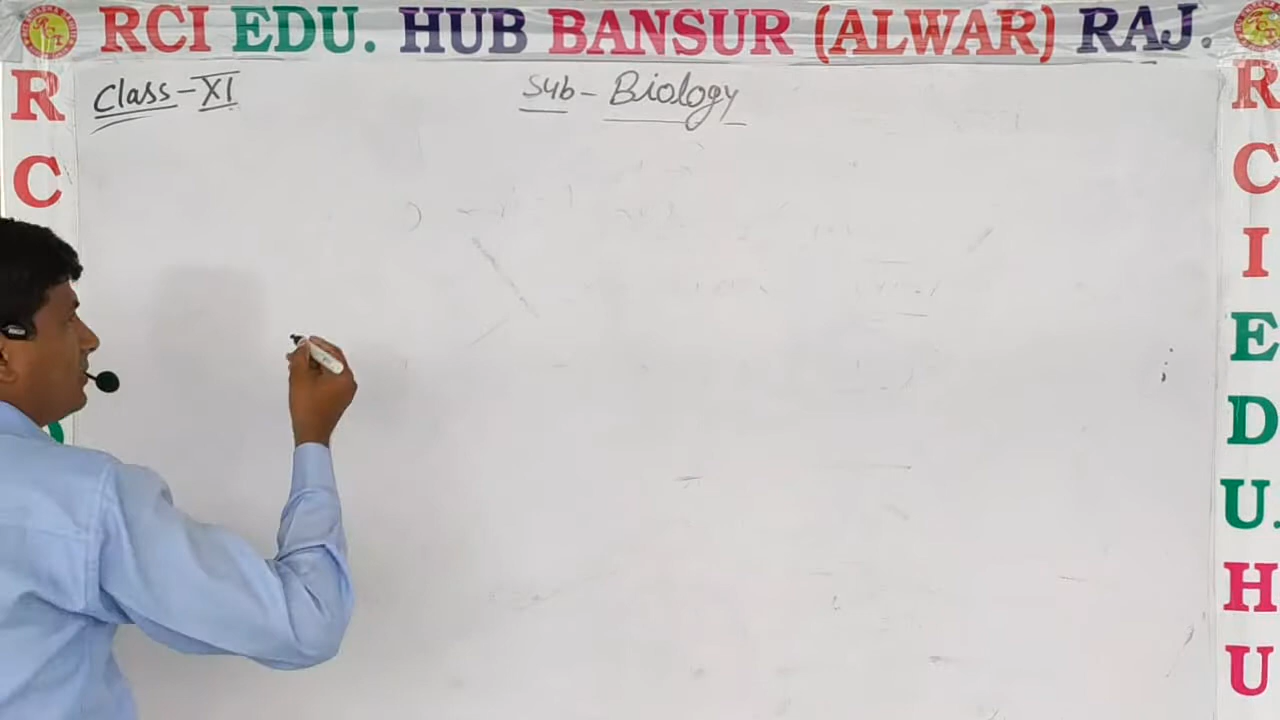 RCI EDU. HUB BANSUR (ALWAR) RAJ.
Class-XI
Sub- Biology
R
C
R
C
I
E
D
U.
H
U